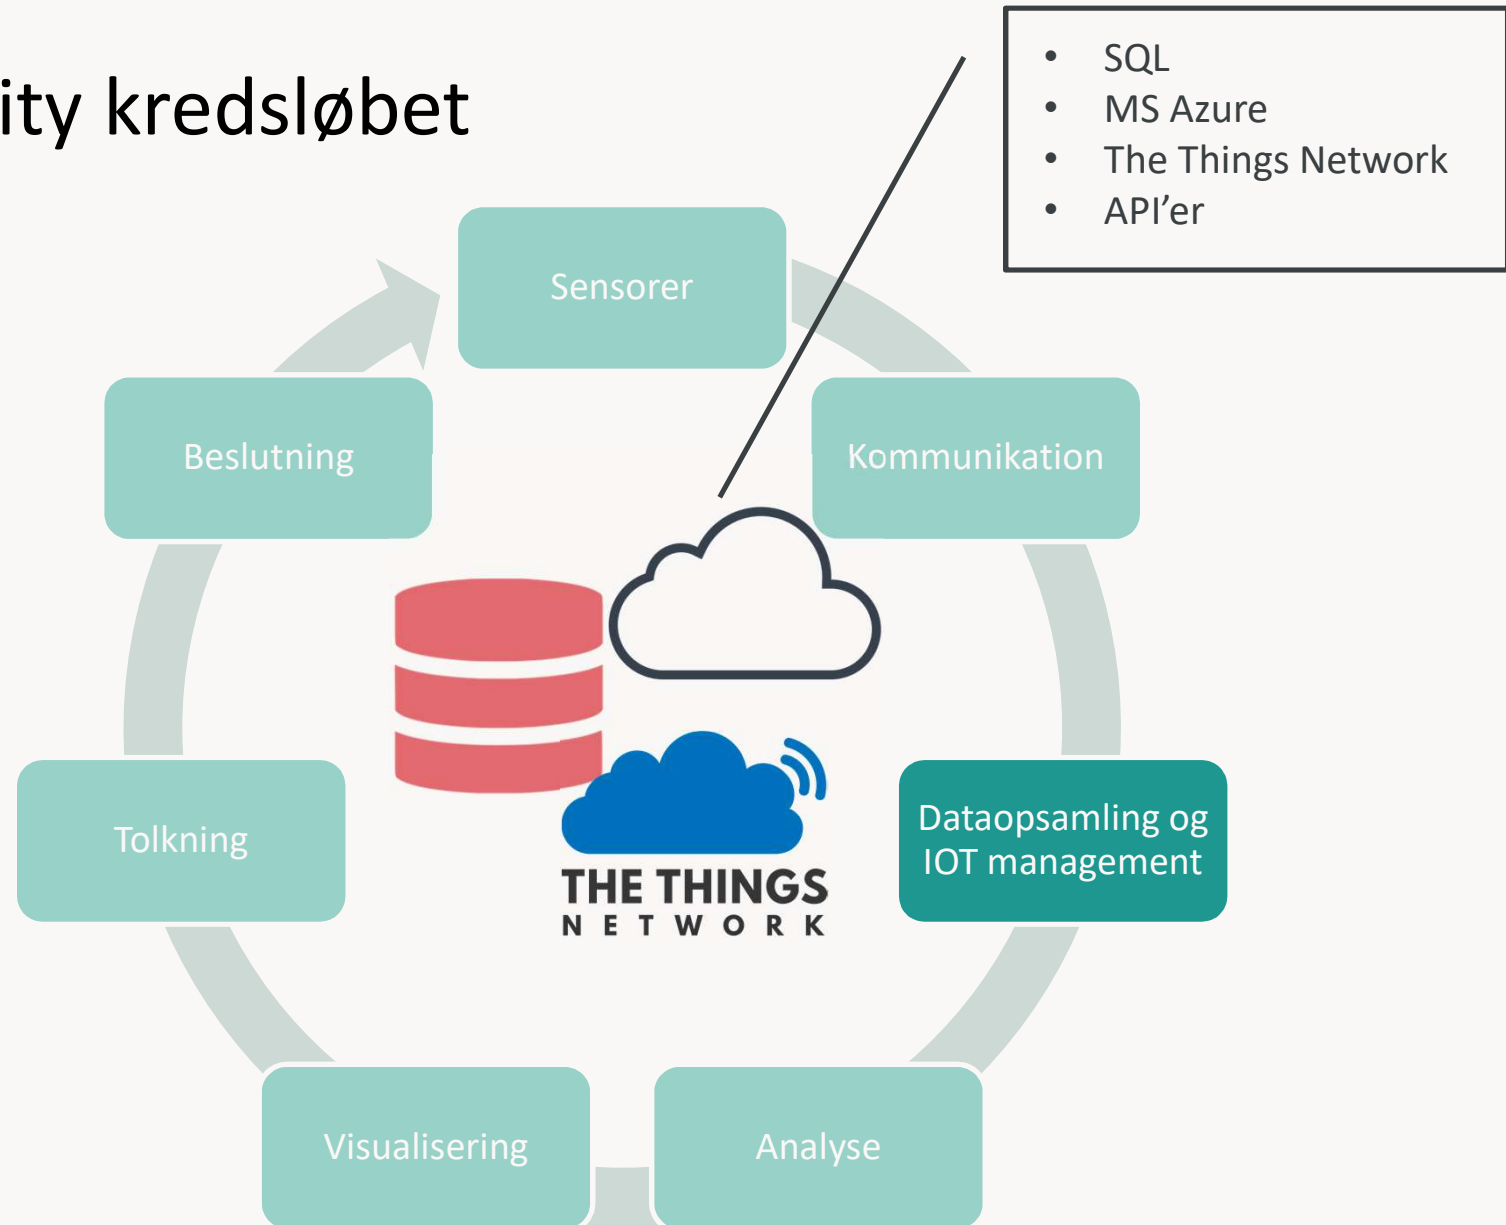 ity kredsløbet
• SQL
• MS Azure
• The Things Network
• API’er
Sensorer
Beslutning
Kommunikation
Tolkning
Dataopsamling og
IOT management
THE THINGS
NETWORK
Visualisering
Analyse